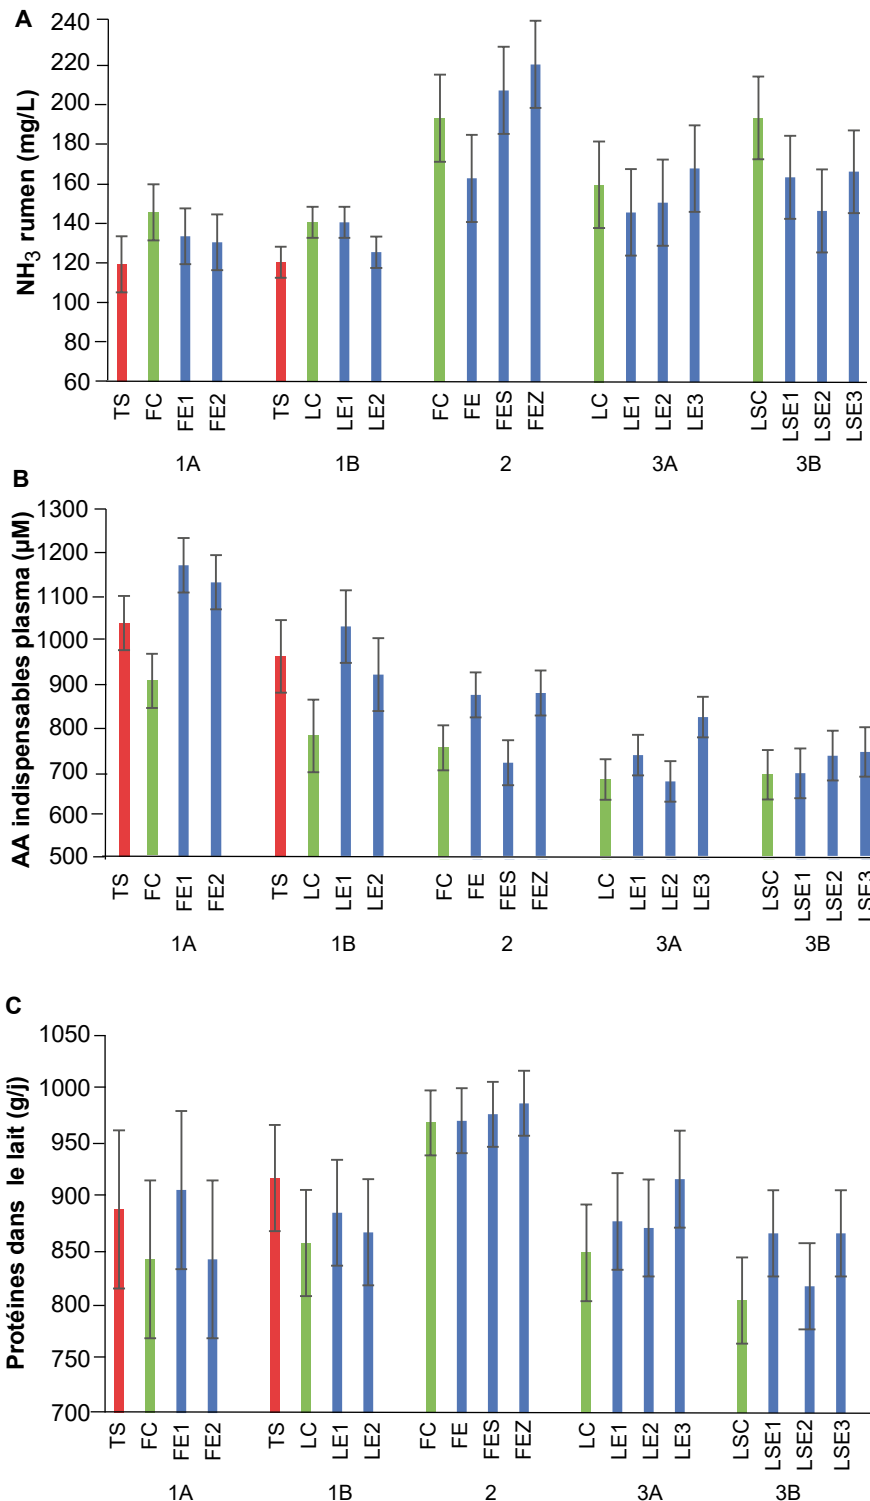 A
NH3 rumen (mg/L)
240
220
200
180
160
140
120
100
80
60
TS FC FE1 FE2 TS LC LE1 LE2 FC FE FES FEZ LC LE1 LE2 LE3 LSC LSE1 LSE2 LSE3
1A 1B 2 3A 3B
B
AA indispensables plasma (µM)
1300
1200
1100
1000
900
800
700
600
500
TS FC FE1 FE2 TS LC LE1 LE2 FC FE FES FEZ LC LE1 LE2 LE3 LSC LSE1 LSE2 LSE3
1A 1B 2 3A 3B
C
Protéines dans le lait (g/j)
1050
1000
950
900
850
800
750
700
TS FC FE1 FE2 TS LC LE1 LE2 FC FE FES FEZ LC LE1 LE2 LE3 LSC LSE1 LSE2 LSE3
1A 1B 2 3A 3B